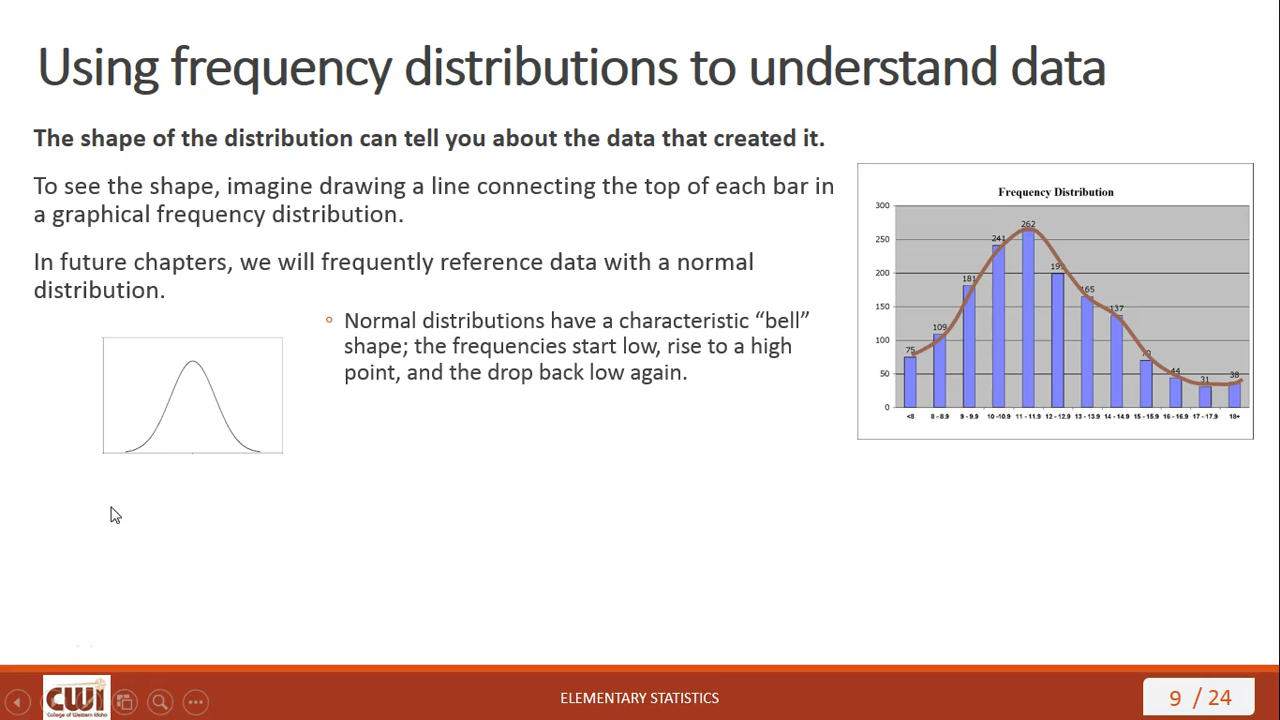 Using frequency distributions to understand data
The shape of the distribution can tell you about the data that created it.
To see the shape, imagine drawing a line connecting the top of each bar in
a graphical frequency distribution.
In future chapters, we will frequently reference data with a normal
distribution.
Normal distributions have a characteristic “bell”
shape; the frequencies start low, rise to a high
point, and the drop back low again.
Frequency Distribution
300
250
200
150
100
50
0
75
109
181
241
262
199
165
137
70
44
31
38
<8
8 - 8.9
9 - 9.9
10 -10.9
11 - 11.9
12 - 12.9
13 - 13.9
14 - 14.9
15 - 15.9
16 - 16.9
17 - 17.9
18+
CWI
College of Western Idaho
ELEMENTARY STATISTICS
9 / 24